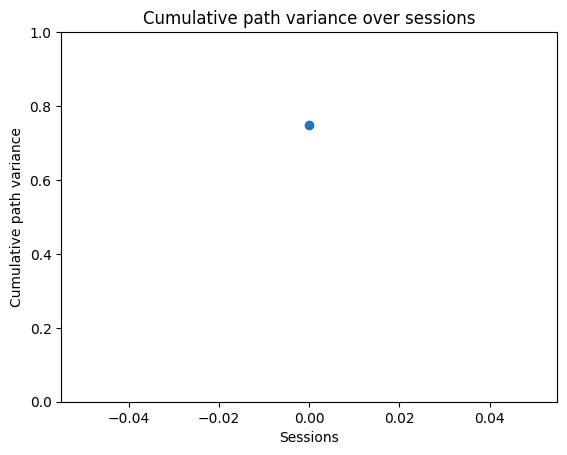 Cumulative path variance over sessions
1.0
0.8
0.6
0.4
0.2
0.0
Cumulative path variance
−0.04 −0.02 0.00 0.02 0.04
Sessions